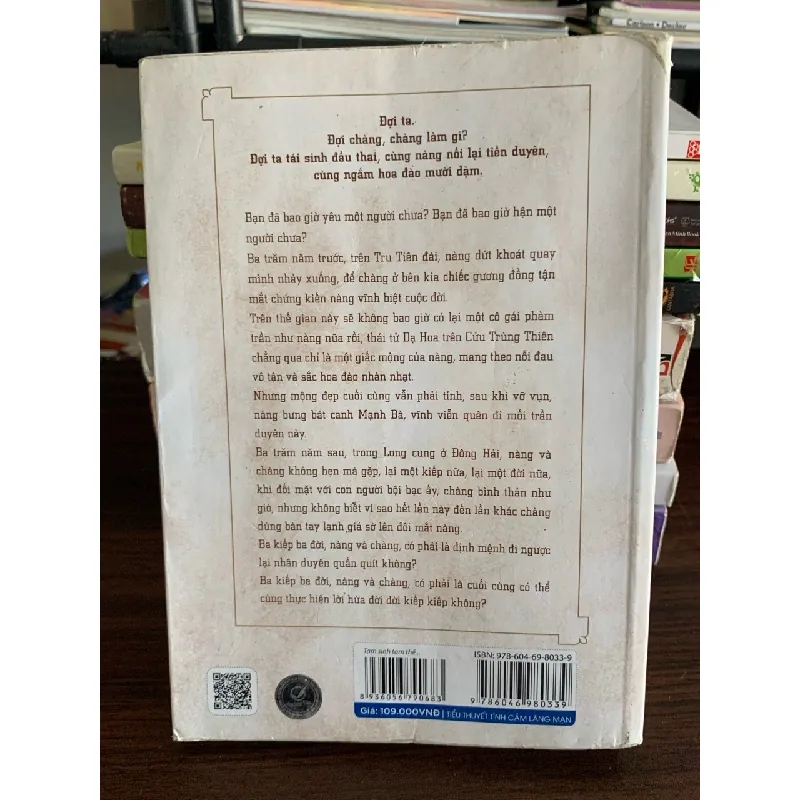 Đợi ta.
Đợi chàng, chàng làm gì?
Đợi ta tái sinh đầu thai, cùng nàng nối lại tiền duyên,
cùng ngắm hoa đào mười dặm.
Bạn đã bao giờ yêu một người chưa? Bạn đã bao giờ hận một
người chưa?
Ba trăm năm trước, trên Tru Tiên đài, nàng dứt khoát quay
mình nhảy xuống, để chàng ở bên kia chiếc gương đồng tận
mắt chứng kiến nàng vĩnh biệt cuộc đời.
Trên thế gian này sẽ không bao giờ có lại một cô gái phàm
trần như nàng nữa rồi, thái tử Dạ Hoa trên Cửu Trùng Thiên
chẳng qua chỉ là một giấc mộng của nàng, mang theo nỗi đau
vô tận và sắc hoa đào nhàn nhạt.
Nhưng mộng đẹp cuối cùng vẫn phải tỉnh, sau khi vỡ vụn,
nàng bưng bát canh Mạnh Bà, vĩnh viễn quên đi mối trần
duyên này.
Ba trăm năm sau, trong Long cung ở Đông Hải, nàng và
chàng không hẹn mà gặp, lại một kiếp nữa, lại một đời nữa,
khi đối mặt với con người bội bạc ấy, chàng bình thản như
gió, nhưng không biết vì sao hết lần này đến lần khác chàng
dùng bàn tay lạnh giá sờ lên đôi mắt nàng.
Ba kiếp ba đời, nàng và chàng, có phải là định mệnh đi ngược
lại nhân duyên quấn quít không?
Ba kiếp ba đời, nàng và chàng, có phải là cuối cùng có thể
cùng thực hiện lời hứa đời đời kiếp kiếp không?
Tam sinh tam thế...
ISBN: 978-604-69-8033-9
8 936056 790683
9 786046 980339
Giá: 109.000VNĐ | TIỂU THUYẾT TÌNH CẢM LÃNG MẠN